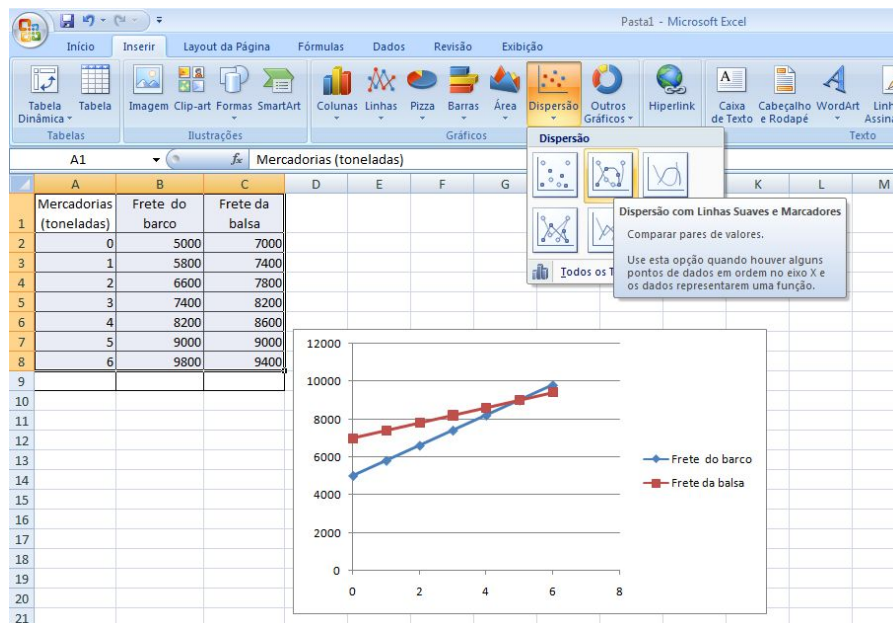 Pasta1 - Microsoft Excel
Início Inserir Layout da Página Fórmulas Dados Revisão Exibição
Tabela Dinâmica Tabela Imagem Clip-art Formas SmartArt Colunas Linhas Pizza Barras Área Dispersão Outros Gráficos Hiperlink Caixa de Texto Cabeçalho e Rodapé WordArt
Tabelas Ilustrações Gráficos Texto
Dispersão
A1 fx Mercadorias (toneladas)
A B C D E F G K L M
Dispersão com Linhas Suaves e Marcadores
Comparar pares de valores.
Use esta opção quando houver alguns
pontos de dados em ordem no eixo X e
os dados representarem uma função.
Todos os
1 Mercadorias (toneladas) Frete do barco Frete da balsa
2 0 5000 7000
3 1 5800 7400
4 2 6600 7800
5 3 7400 8200
6 4 8200 8600
7 5 9000 9000
8 6 9800 9400
9
10
11
12
13
14
15
16
17
18
19
20
21
12000
10000
8000
6000
4000
2000
0
0 2 4 6 8
Frete do barco
Frete da balsa